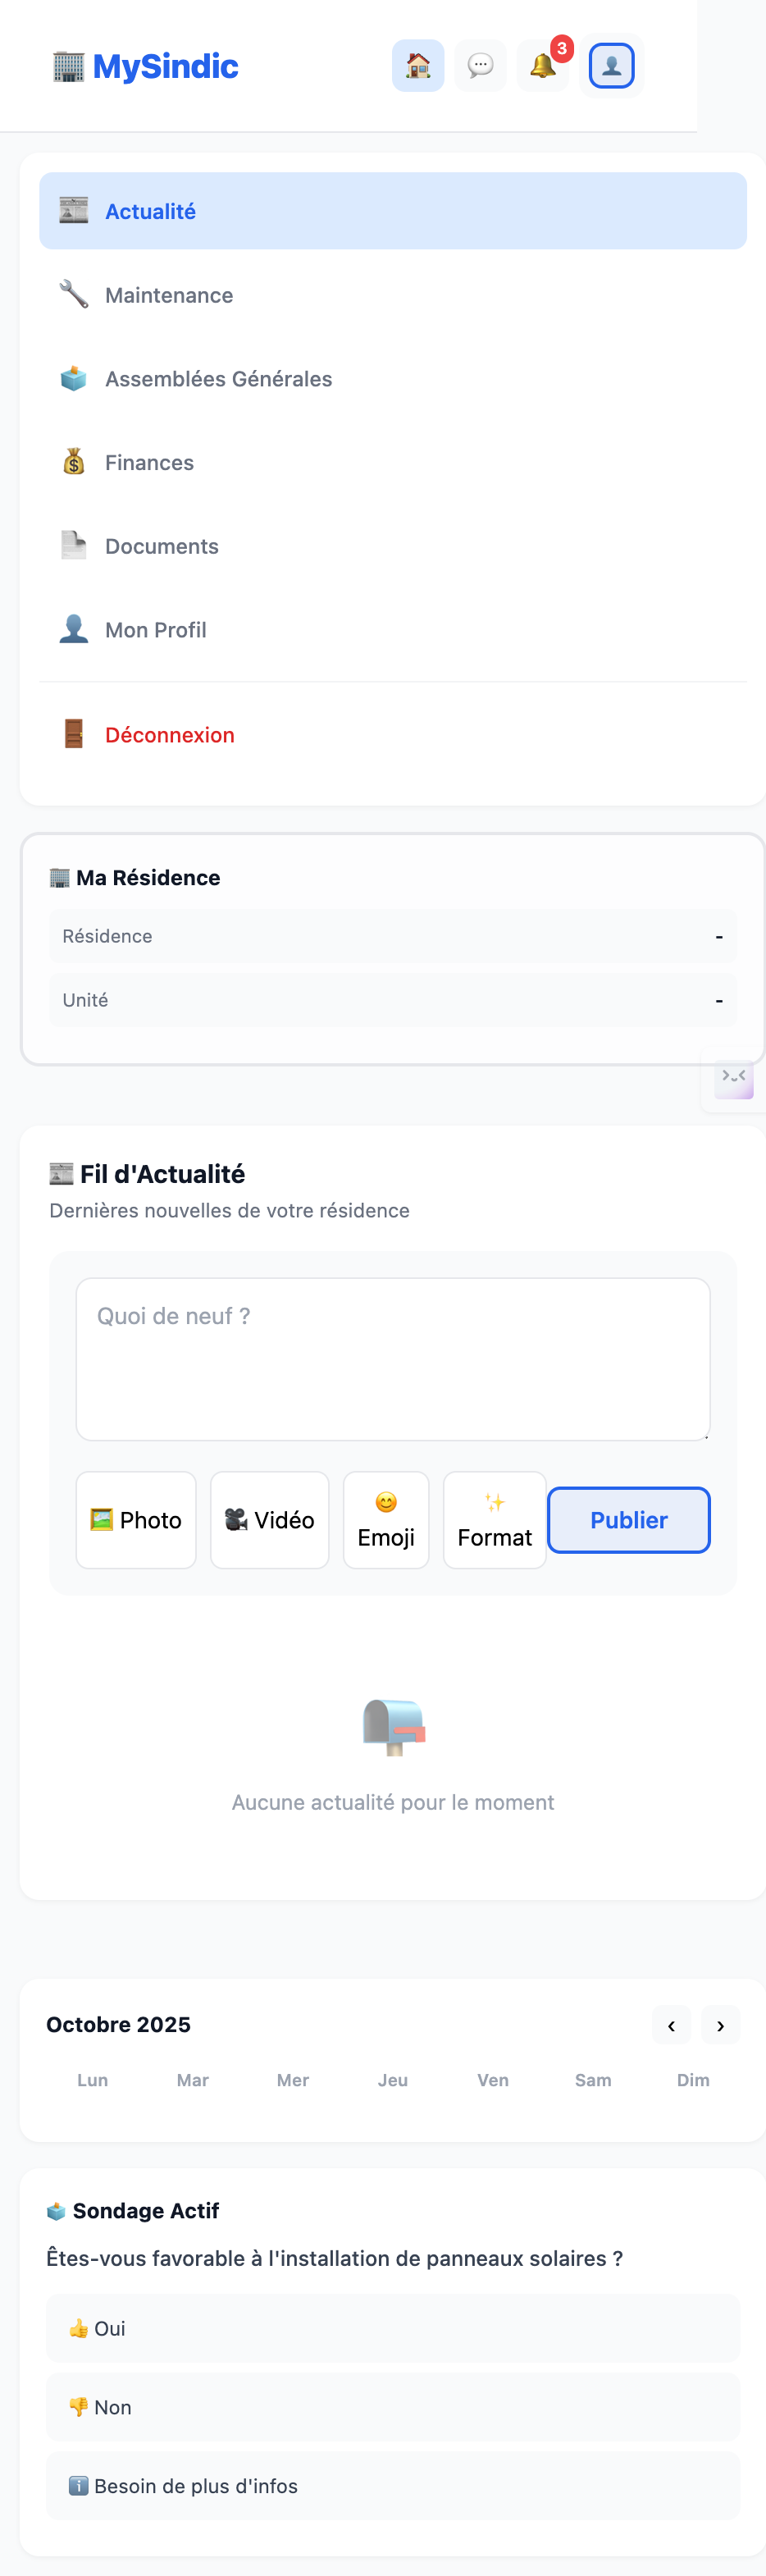 🏢 MySindic
3
📰 Actualité
🔧 Maintenance
🗳️ Assemblées Générales
💰 Finances
📄 Documents
👤 Mon Profil
🚪 Déconnexion
🏢 Ma Résidence
Résidence -
Unité -
📰 Fil d'Actualité
Dernières nouvelles de votre résidence
Quoi de neuf ?
🖼️ Photo 🎥 Vidéo 😊 Emoji ✨ Format Publier
Aucune actualité pour le moment
Octobre 2025 ‹ ›
Lun Mar Mer Jeu Ven Sam Dim
🗳️ Sondage Actif
Êtes-vous favorable à l'installation de panneaux solaires ?
👍 Oui
👎 Non
ℹ️ Besoin de plus d'infos